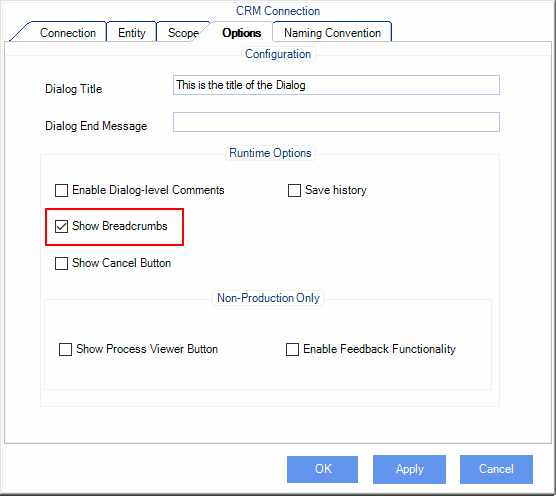 CRM Connection
Connection Entity Scope Options Naming Convention
Configuration
Dialog Title This is the title of the Dialog
Dialog End Message
Runtime Options
Enable Dialog-level Comments Save history
Show Breadcrumbs
Show Cancel Button
Non-Production Only
Show Process Viewer Button Enable Feedback Functionality
OK Apply Cancel